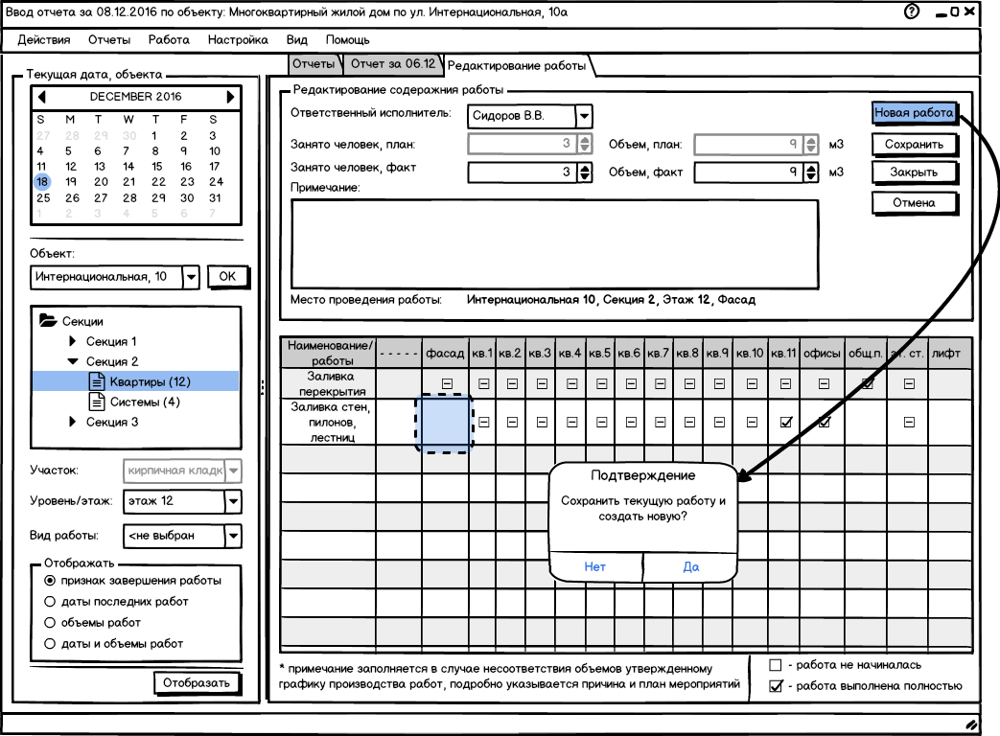 Ввод отчета за 08.12.2016 по объекту: Многоквартирный жилой дом по ул. Интернациональная, 10а
?
Действия Отчеты Работа Настройка Вид Помощь
Отчеты Отчет за 06.12 Редактирование работы
Текущая дата, объекта
DECEMBER 2016
S M T W T F S
27 28 29 30 1 2 3
4 5 6 7 8 9 10
11 12 13 14 15 16 17
18 19 20 21 22 23 24
25 26 27 28 29 30 31
1 2 3 4 5 6 7
Объект:
Интернациональная, 10 OK
Секции
Секция 1
Секция 2
Квартиры (12)
Системы (4)
Секция 3
Участок: кирпичная кладк
Уровень/этаж: этаж 12
Вид работы: <не выбран
Отображать
признак завершения работы
даты последних работ
объемы работ
даты и объемы работ
Отобразать
Редактирование содеражния работы
Ответственный исполнитель: Сидоров В.В. Новая работа
Занято человек, план: 3 Объем, план: 9 м3 Сохранить
Занято человек, факт 3 Объем, факт 9 м3 Закрыть
Примечание: Отмена
Место проведения работы: Интернациональная 10, Секция 2, Этаж 12, Фасад
Наименование/
работы - - - - - фасад кв.1 кв.2 кв.3 кв.4 кв.5 кв.6 кв.7 кв.8 кв.9 кв.10 кв.11 офисы общ.п. эт. ст. лифт
Заливка
перекрытия
Заливка стен,
пилонов,
лестниц
Подтверждение
Сохранить текущую работу и
создать новую?
Нет Да
* примечание заполняется в случае несоответствия объемов утвержденному
графику производства работ, подробно указывается причина и план мероприятий
- работа не начиналась
- работа выполнена полностью